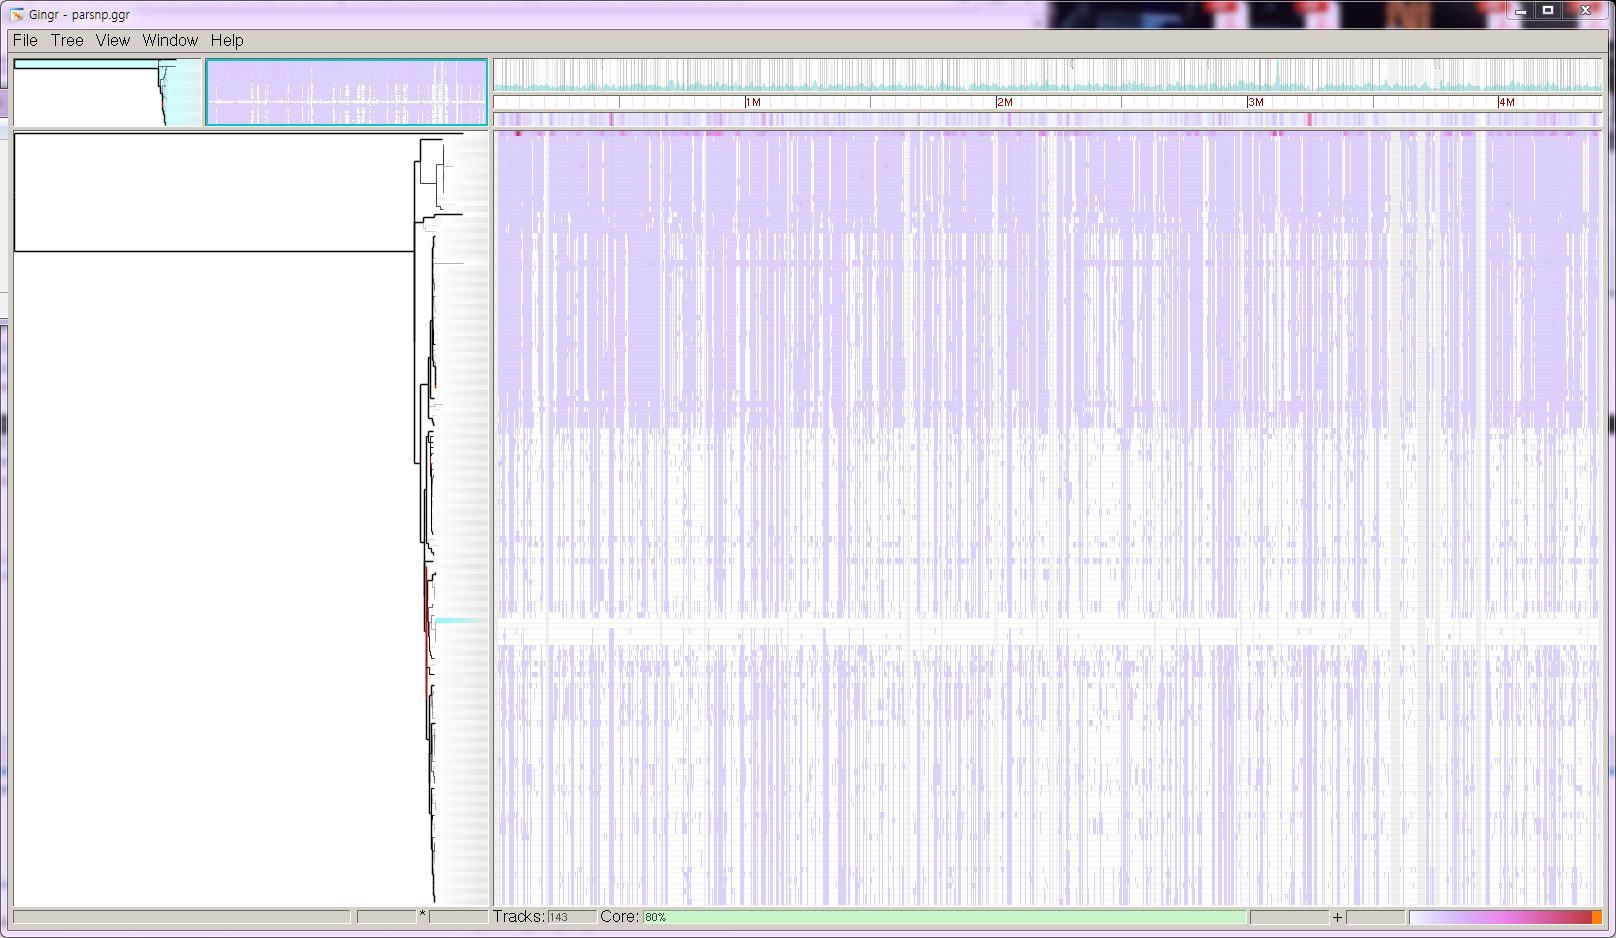 Gingr - parsnp.ggr
File Tree View Window Help
1M 2M 3M 4M
* Tracks: 143 Core: 80% +